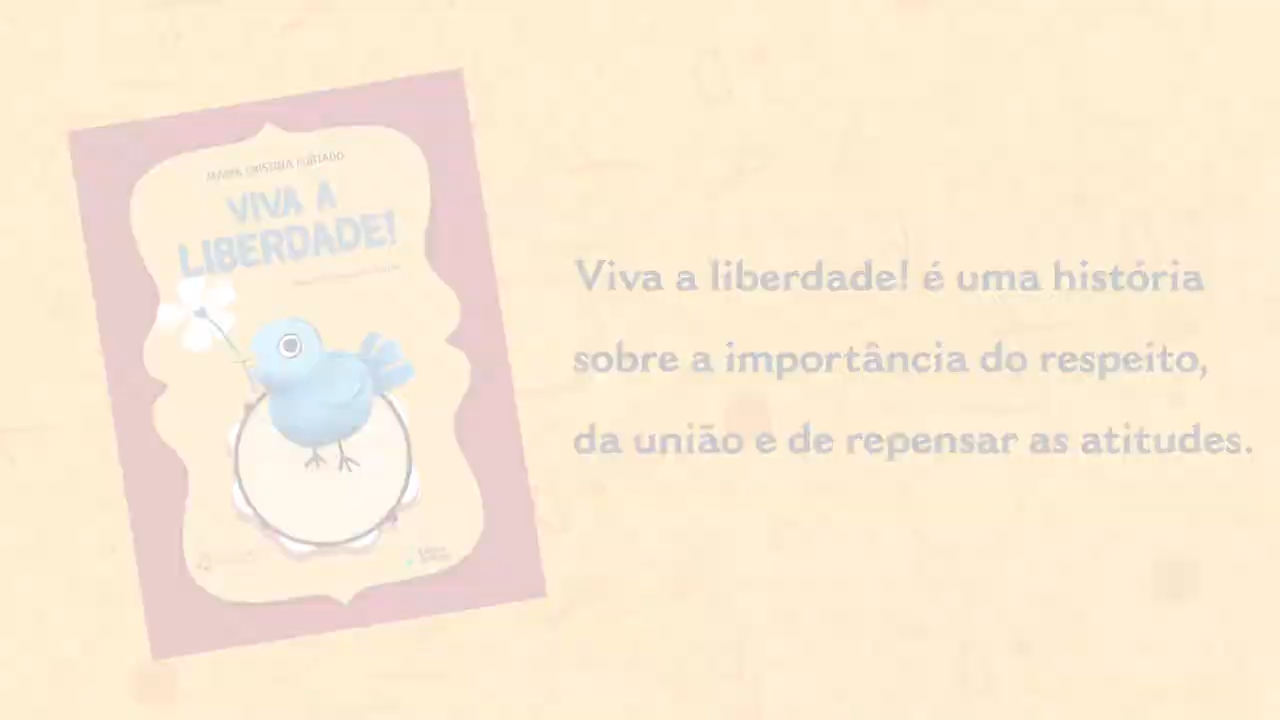 MARIA CRISTINA FURTADO
VIVA A
LIBERDADE!
Viva a liberdade! é uma história
sobre a importância do respeito,
da união e de repensar as atitudes.